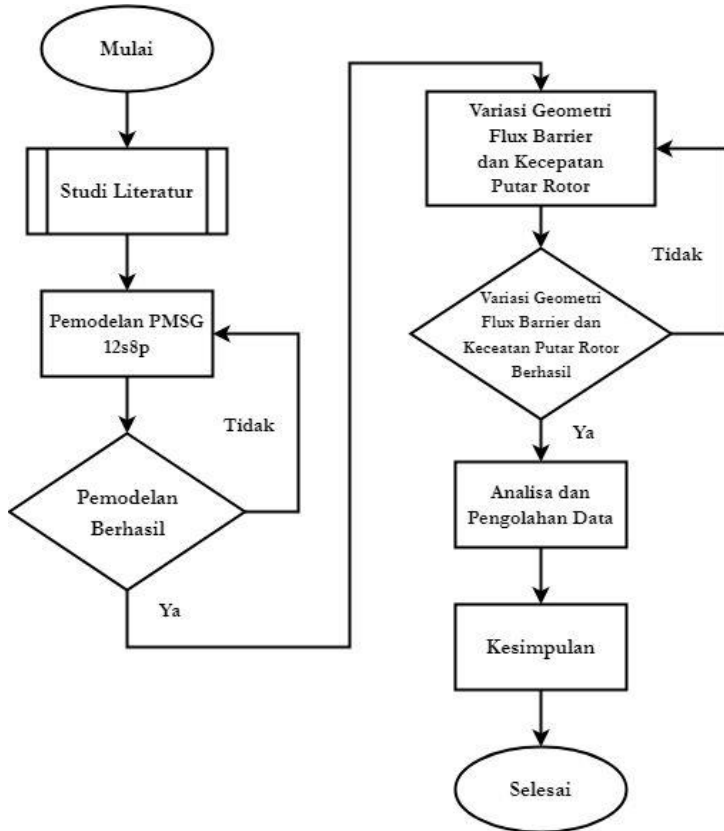 Mulai
Studi Literatur
Pemodelan PMSG
12s8p
Tidak
Pemodelan
Berhasil
Ya
Variasi Geometri
Flux Barrier
dan Kecepatan
Putar Rotor
Tidak
Variasi Geometri
Flux Barrier dan
Keceatan Putar Rotor
Berhasil
Ya
Analisa dan
Pengolahan Data
Kesimpulan
Selesai